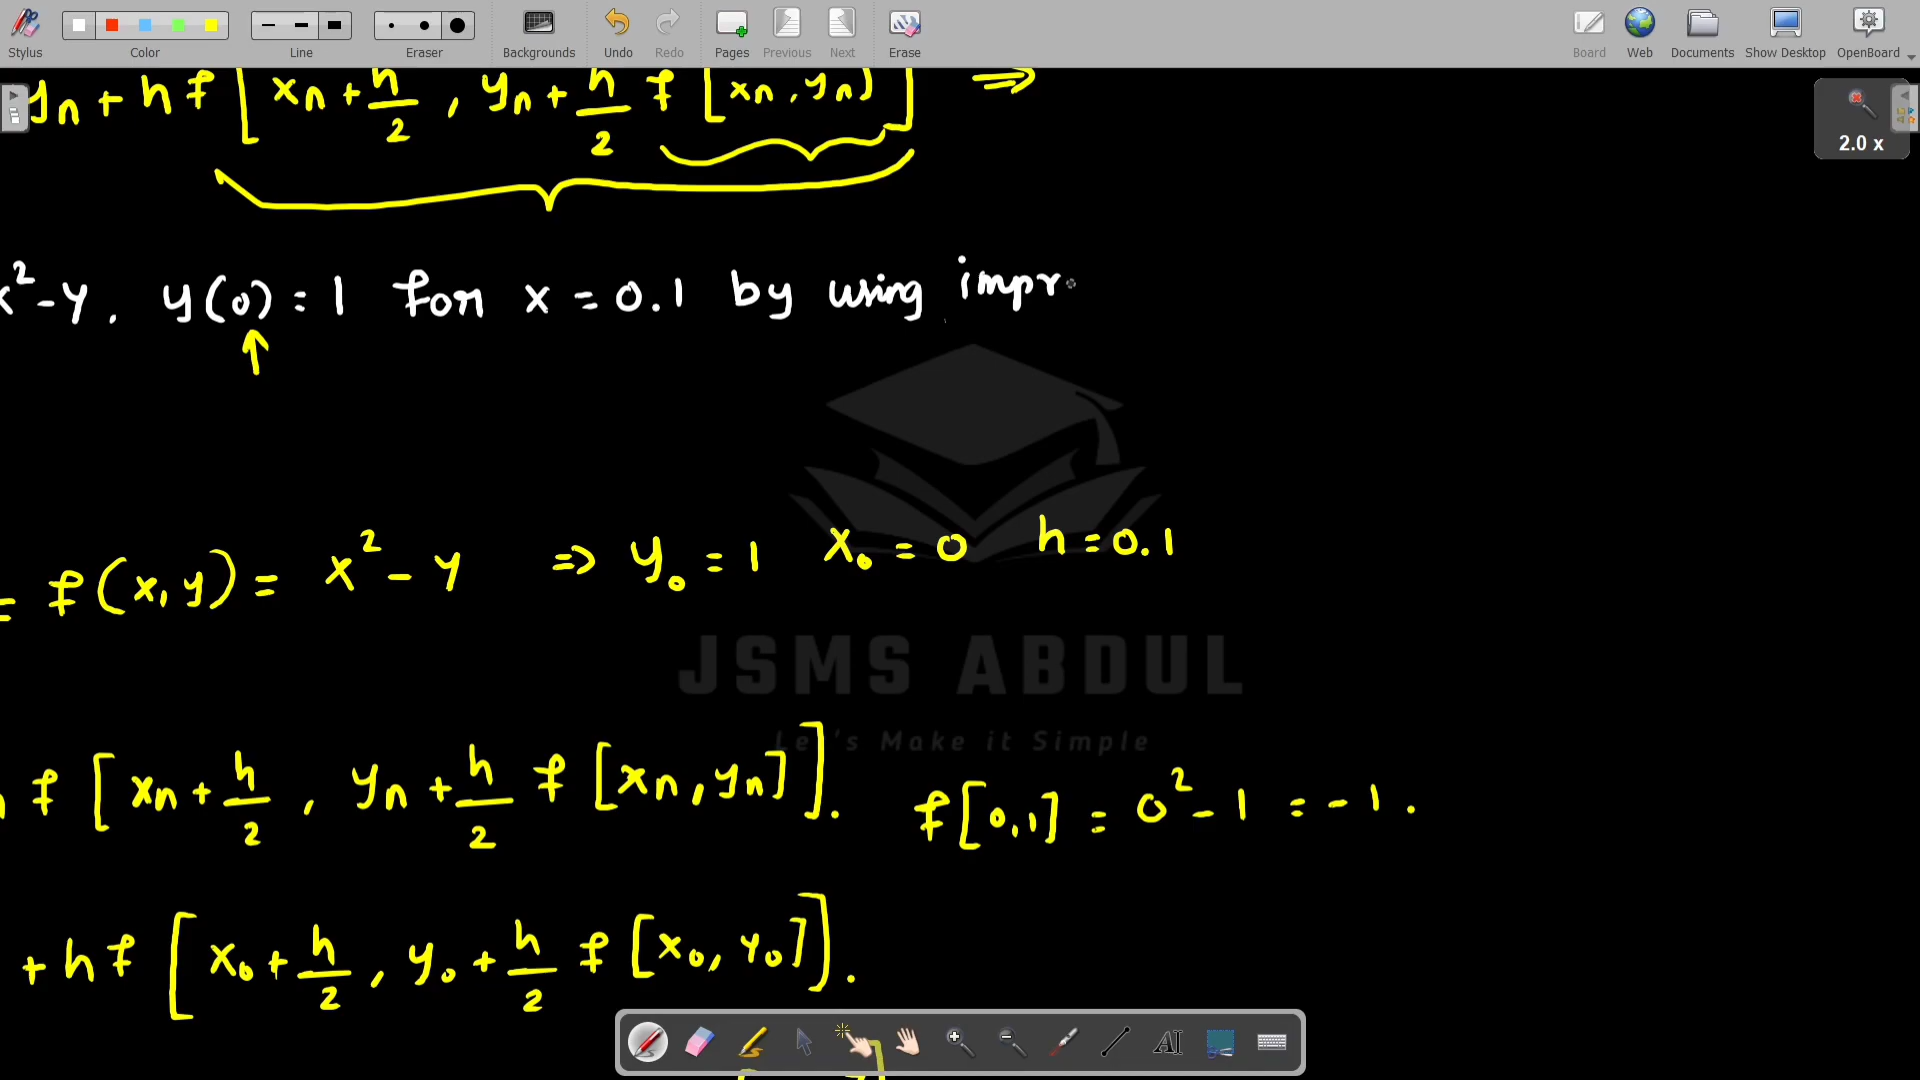 Stylus Color Line Eraser Backgrounds Undo Redo Pages Previous Next Erase Board Web Documents Show Desktop OpenBoard
yn + h f [ xn + h/2 , yn + h/2 f [xn, yn] ] ⇒
2.0 x
x² - y. y(0) = 1 for x = 0.1 by using impr
= f(x, y) = x² - y ⇒ y₀ = 1 x₀ = 0 h = 0.1
JSMS ABDUL
Let's Make it Simple
f [ xn + h/2 , yn + h/2 f [xn, yn] ]. f[0,1] = 0² - 1 = -1.
+ h f [ x₀ + h/2 , y₀ + h/2 f [x₀, y₀] ].